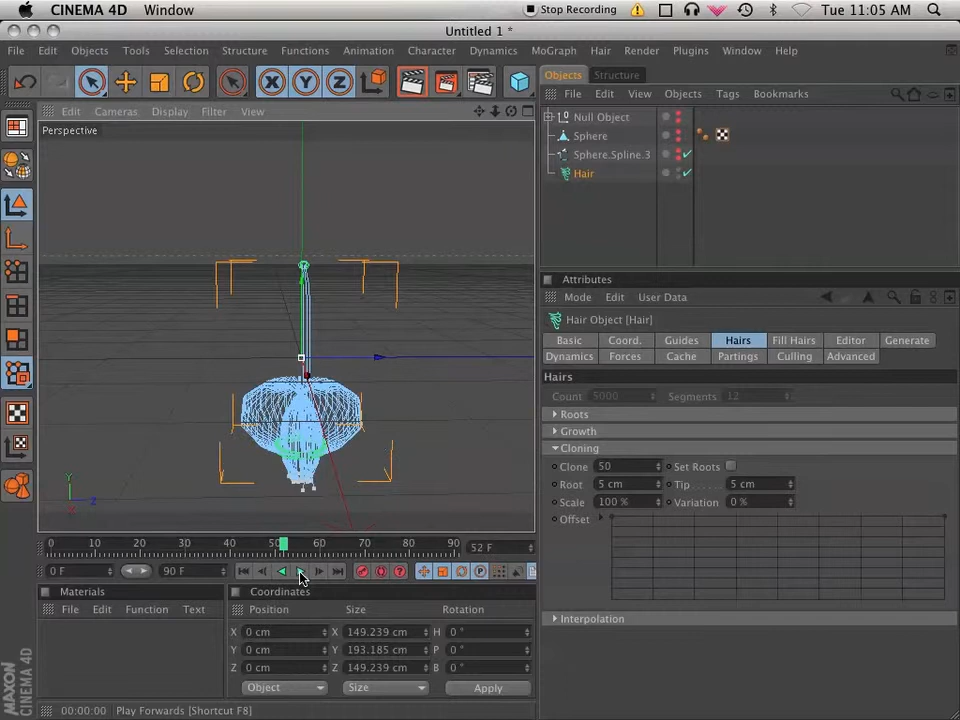 CINEMA 4D Window Stop Recording Tue 11:05 AM
Untitled 1 *
File Edit Objects Tools Selection Structure Functions Animation Character Dynamics MoGraph Hair Render Plugins Window Help
X Y Z
Objects Structure
Edit Cameras Display Filter View
File Edit View Objects Tags Bookmarks
Perspective
Null Object
Sphere
Sphere.Spline.3
Hair
Attributes
Mode Edit User Data
Hair Object [Hair]
Basic Coord. Guides Hairs Fill Hairs Editor Generate
Dynamics Forces Cache Partings Culling Advanced
Hairs
Count 5000 Segments 12
Roots
Growth
Cloning
Clone 50 Set Roots
Root 5 cm Tip 5 cm
Scale 100 % Variation 0 %
Offset
Interpolation
Y
Z
X
0 10 20 30 40 50 60 70 80 90 52 F
0 F 90 F
Materials
File Edit Function Text
Coordinates
Position Size Rotation
X 0 cm X 149.239 cm H 0 °
Y 0 cm Y 193.185 cm P 0 °
Z 0 cm Z 149.239 cm B 0 °
Object Size Apply
MAXON
CINEMA 4D
00:00:00 Play Forwards [Shortcut F8]